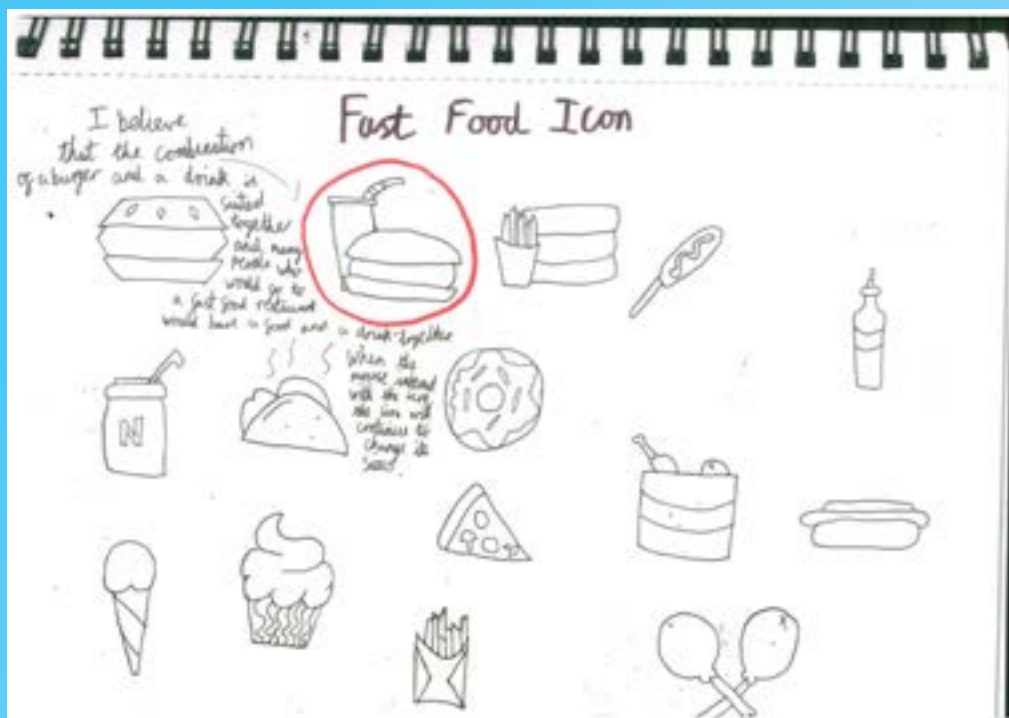 Fast Food Icon
I believe
that the combination
of a burger and a drink is
suited
together
and many
people who
would go to
a fast food restaurant
would have a food and a drink together
When the
mouse
with the icon
the icon will
continue to
change its
N